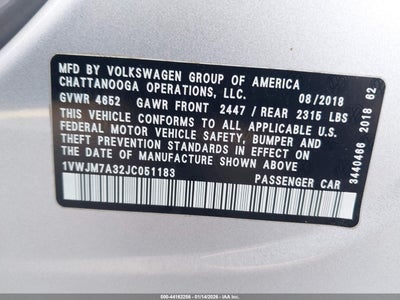 MFD BY VOLKSWAGEN GROUP OF AMERICA
CHATTANOOGA OPERATIONS, LLC. 08/2018
GVWR 4652 GAWR FRONT 2447 / REAR 2315 LBS
THIS VEHICLE CONFORMS TO ALL APPLICABLE U.S.
FEDERAL MOTOR VEHICLE SAFETY, BUMPER AND
THEFT PREVENTION STANDARDS IN EFFECT ON THE
DATE OF MANUFACTURE SHOWN ABOVE.
1VWJM7A32JC051183 PASSENGER CAR
3440466 2018 62
500-44162258 - 01/14/2026 - IAA Inc.